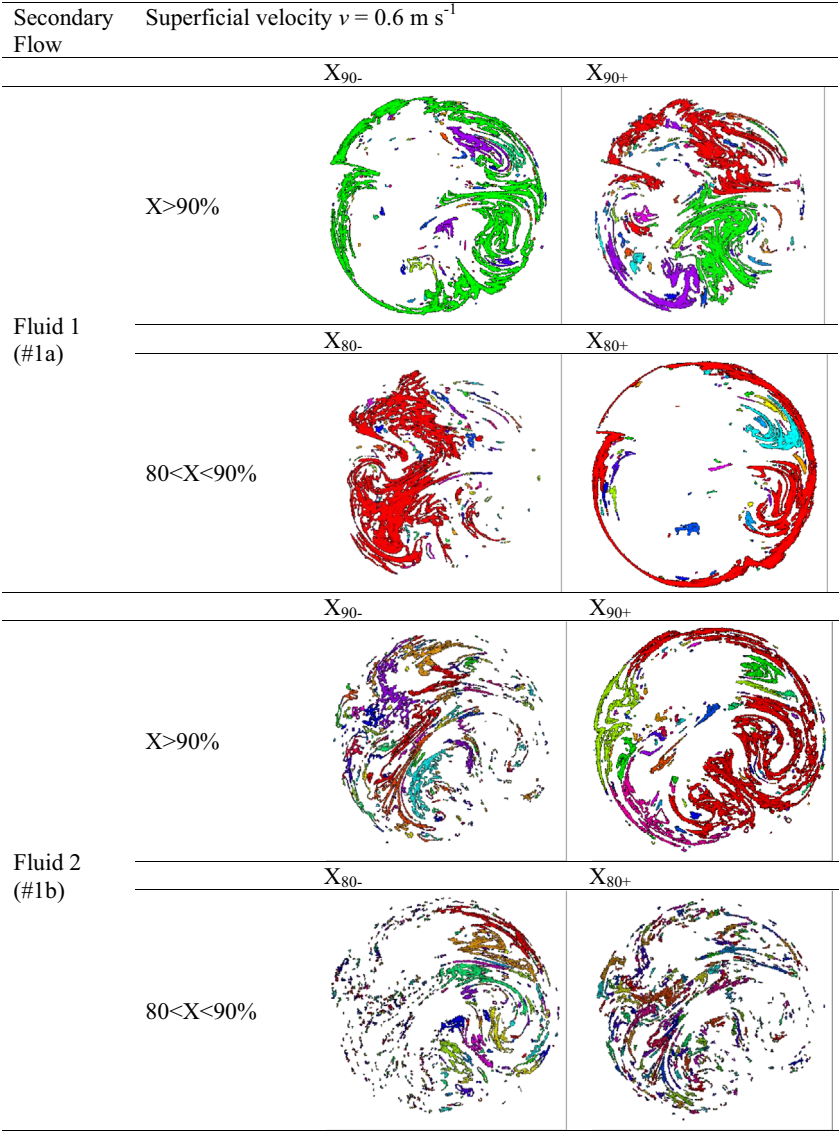 Secondary Flow
Superficial velocity v = 0.6 m s-1
X90-
X90+
X>90%
Fluid 1
(#1a)
X80-
X80+
80<X<90%
X90-
X90+
X>90%
Fluid 2
(#1b)
X80-
X80+
80<X<90%